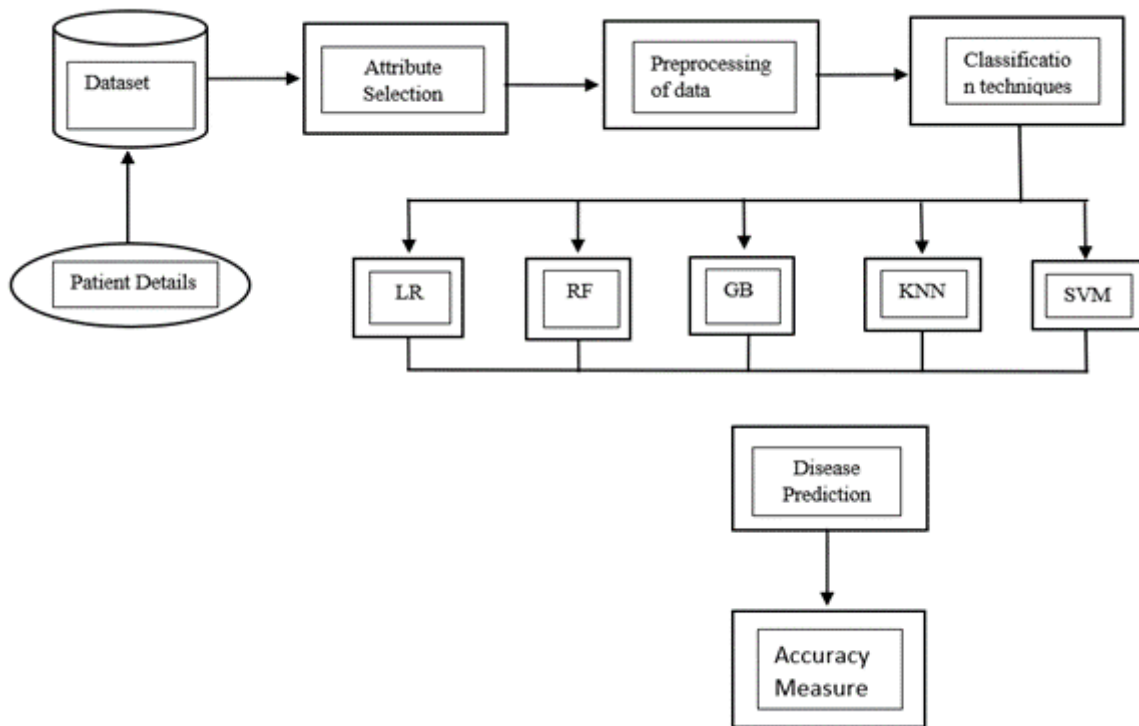 Dataset
Attribute
Selection
Preprocessing
of data
Classificatio
n techniques
Patient Details
LR
RF
GB
KNN
SVM
Disease
Prediction
Accuracy
Measure